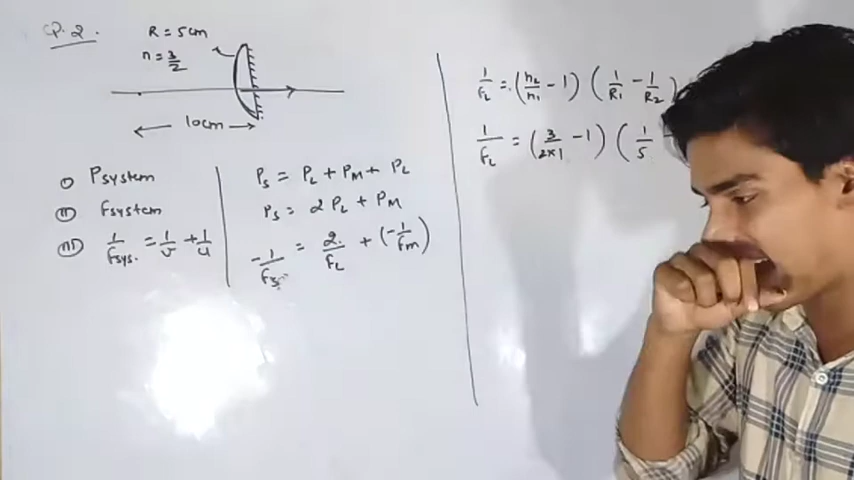 CP. 2.
R = 5cm
n = 3/2
10cm
① Psystem
② fsystem
③ 1/fsys. = 1/v + 1/u
Ps = PL + PM + PL
Ps = 2PL + PM
-1/fs = 2/fL + (-1/fM)
1/fL = (n2/n1 - 1) (1/R1 - 1/R2)
1/fL = (3/2×1 - 1) (1/5 -